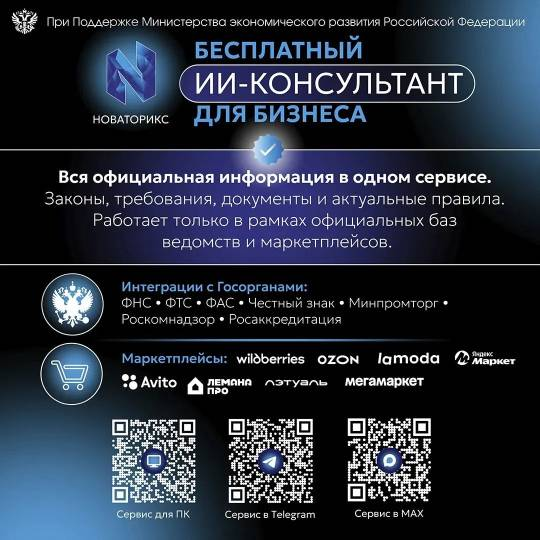 При Поддержке Министерства экономического развития Российской Федерации
НОВАТОРИКС
БЕСПЛАТНЫЙ
ИИ-КОНСУЛЬТАНТ
ДЛЯ БИЗНЕСА
Вся официальная информация в одном сервисе.
Законы, требования, документы и актуальные правила.
Работает только в рамках официальных баз
ведомств и маркетплейсов.
Интеграции с Госорганами:
ФНС • ФТС • ФАС • Честный знак • Минпромторг •
Роскомнадзор • Росаккредитация
Маркетплейсы: wildberries OZON lamoda Яндекс Маркет
Avito ЛЕМАНА ПРО ЛЭТУАЛЬ мегамаркет
Сервис для ПК Сервис в Telegram Сервис в MAX